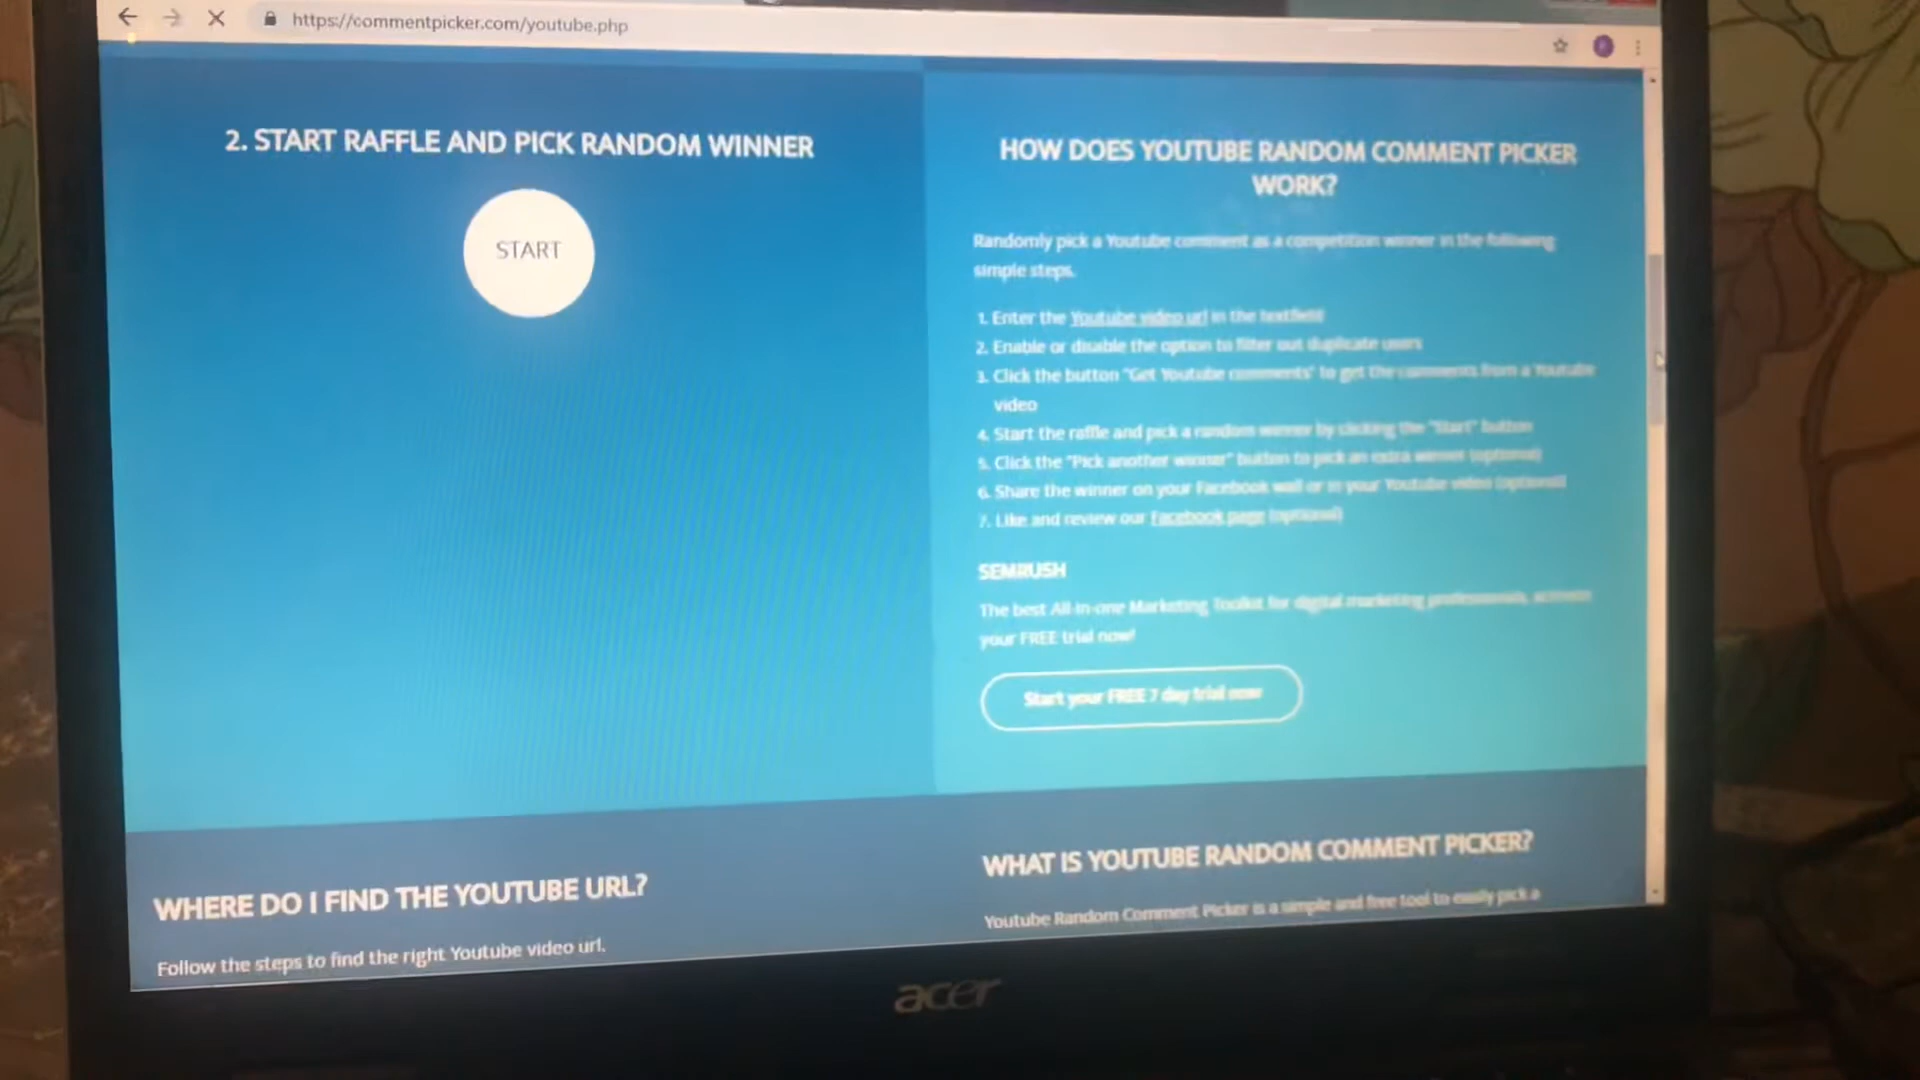 https://commentpicker.com/youtube.php
2. START RAFFLE AND PICK RANDOM WINNER
START
HOW DOES YOUTUBE RANDOM COMMENT PICKER
WORK?
Randomly pick a Youtube comment as a competition winner in the following
simple steps.
1. Enter the Youtube video url in the textfield
2. Enable or disable the option to filter out duplicate users
3. Click the button "Get Youtube comments" to get the comments from a Youtube
video
4. Start the raffle and pick a random winner by clicking the "Start" button
5. Click the "Pick another winner" button to pick an extra winner (optional)
6. Share the winner on your Facebook wall or in your Youtube video (optional)
7. Like and review our Facebook page (optional)
SEMRUSH
The best All-in-one Marketing Toolkit for digital marketing professionals, activate
your FREE trial now!
Start your FREE 7 day trial now
WHERE DO I FIND THE YOUTUBE URL?
Follow the steps to find the right Youtube video url.
WHAT IS YOUTUBE RANDOM COMMENT PICKER?
Youtube Random Comment Picker is a simple and free tool to easily pick a
acer